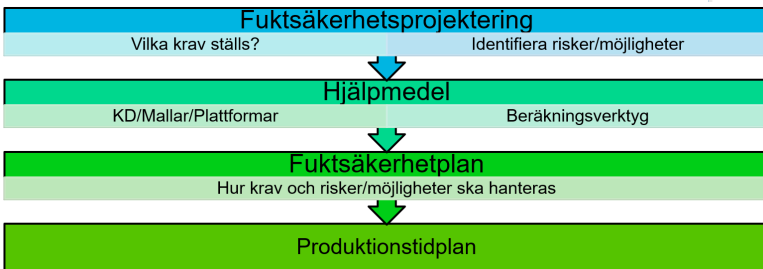 Fuktsäkerhetsprojektering
Vilka krav ställs? Identifiera risker/möjligheter
Hjälpmedel
KD/Mallar/Plattformar Beräkningsverktyg
Fuktsäkerhetplan
Hur krav och risker/möjligheter ska hanteras
Produktionstidplan